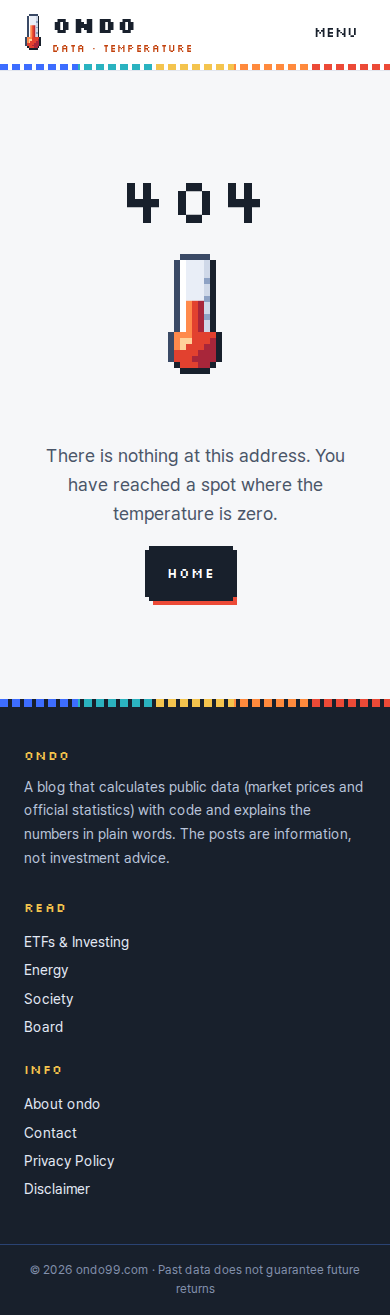 ONDO
DATA · TEMPERATURE
MENU
404
There is nothing at this address. You
have reached a spot where the
temperature is zero.
HOME
ONDO
A blog that calculates public data (market prices and
official statistics) with code and explains the
numbers in plain words. The posts are information,
not investment advice.
READ
ETFs & Investing
Energy
Society
Board
INFO
About ondo
Contact
Privacy Policy
Disclaimer
© 2026 ondo99.com · Past data does not guarantee future
returns